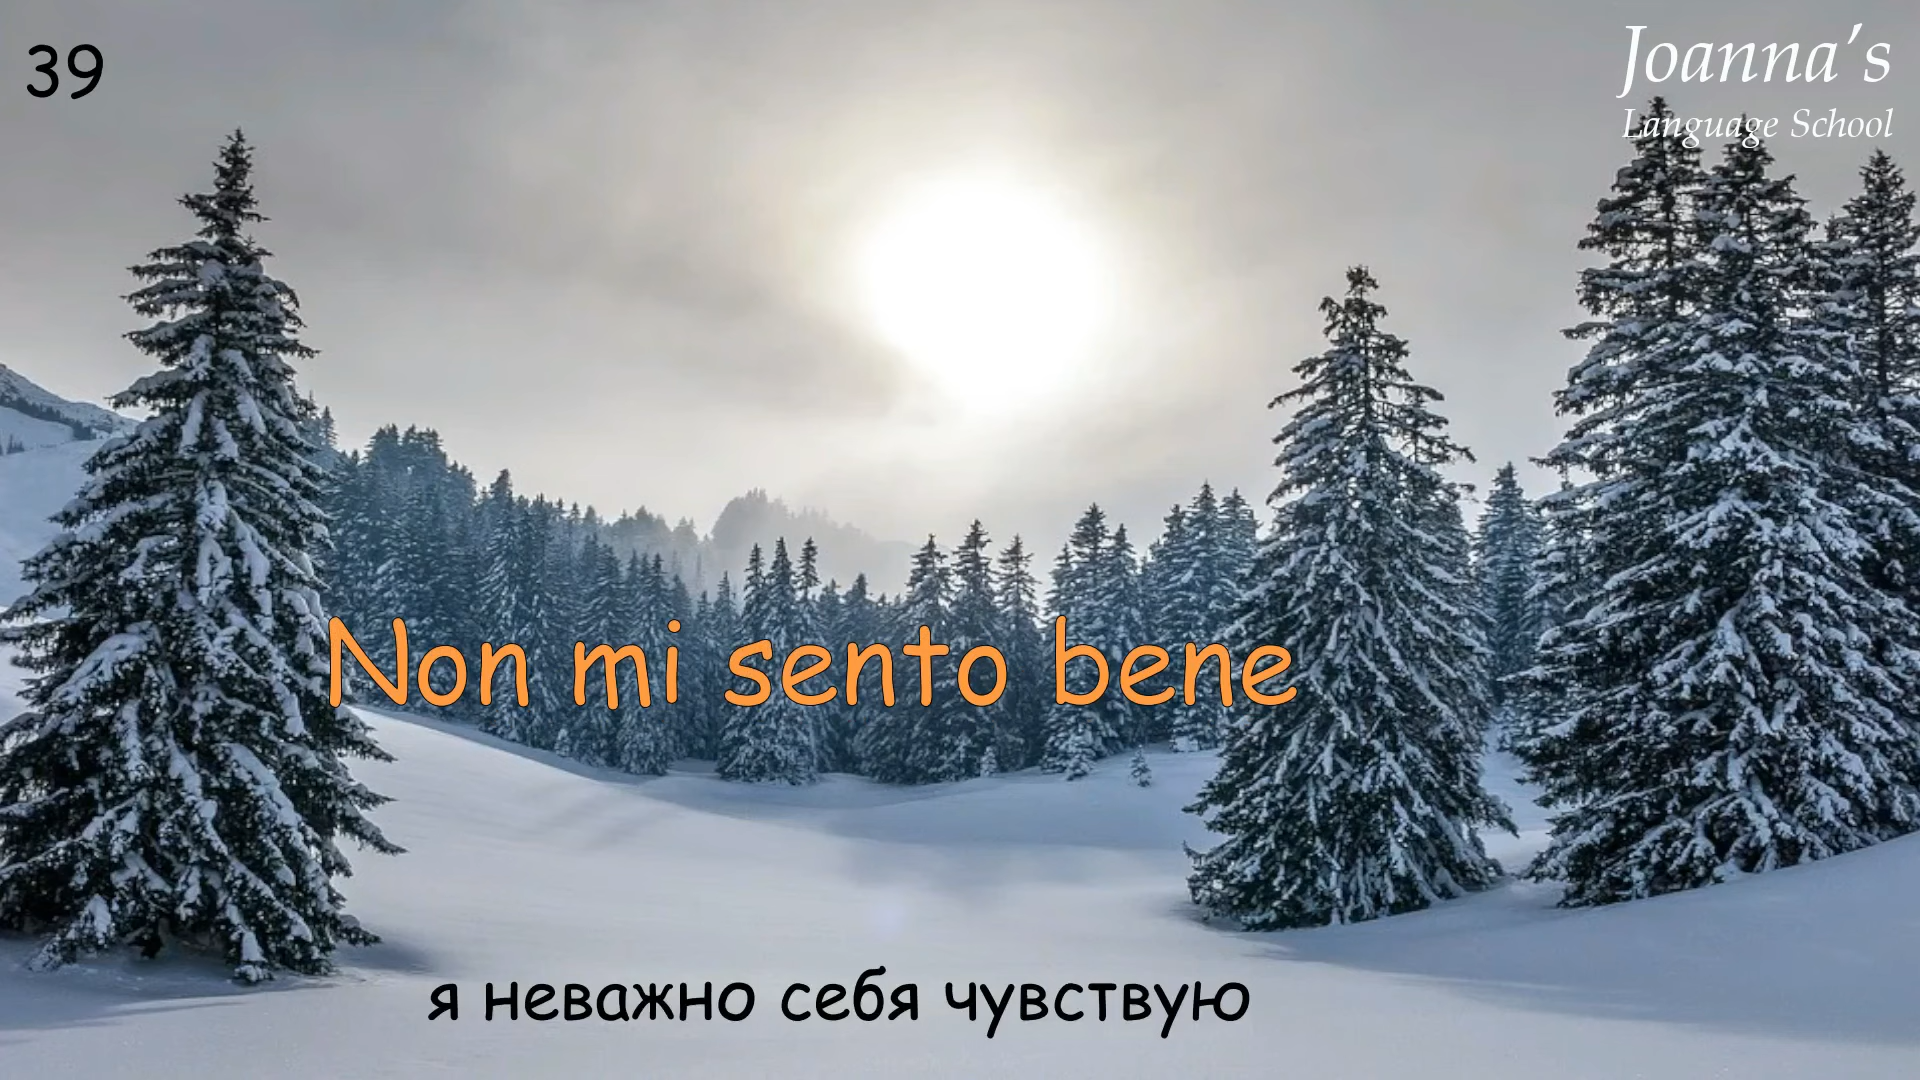 39
Joanna's
Language School
Non mi sento bene
я неважно себя чувствую